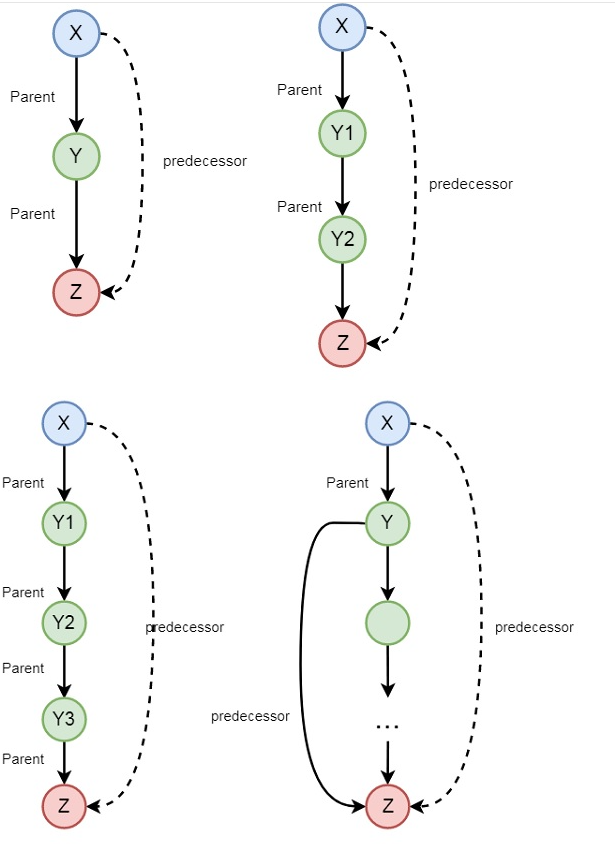 X
Parent
Y
predecessor
Parent
Z
X
Parent
Y1
predecessor
Parent
Y2
Z
X
Parent
Y1
Parent
Y2
predecessor
Parent
Y3
Parent
Z
X
Parent
Y
predecessor
predecessor
...
Z